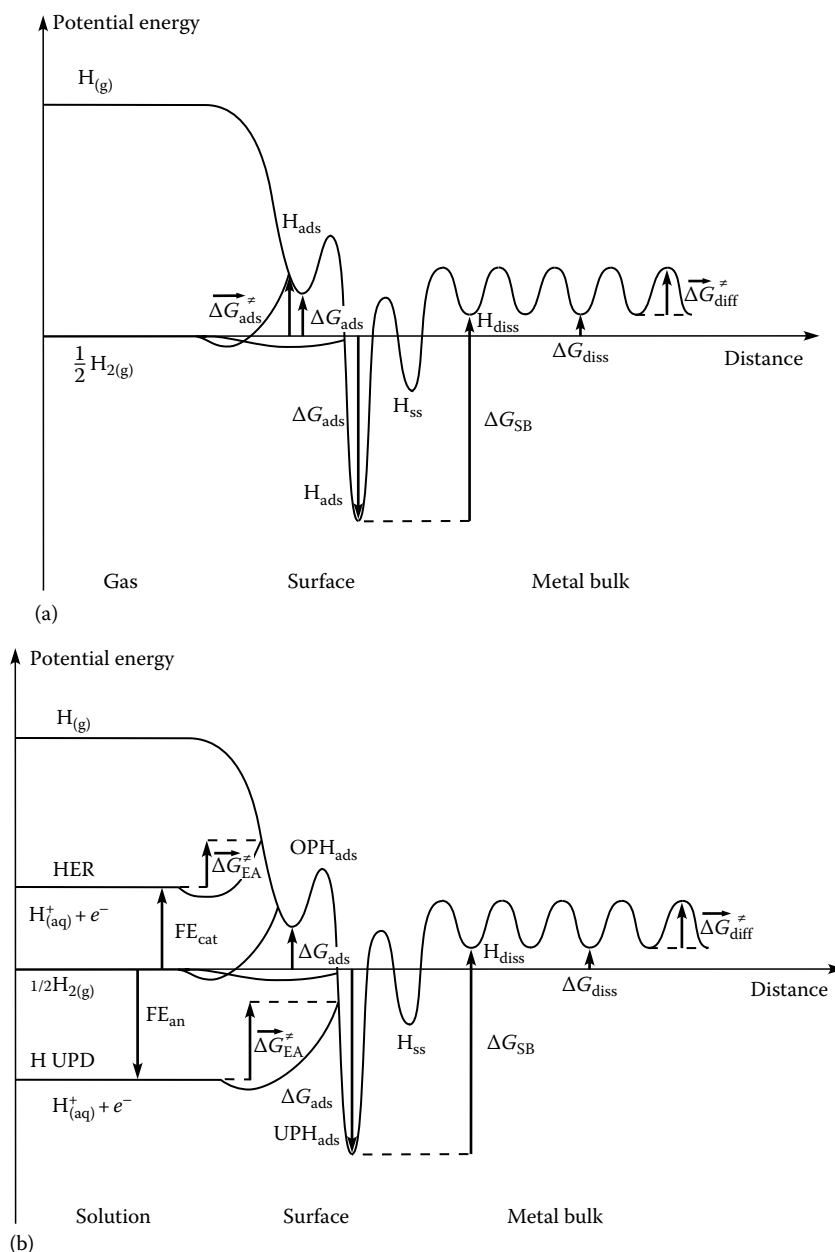 Potential energy
H(g)
Hads
ΔG≠ads
ΔGads
Hdiss
ΔG≠diff
1/2 H2(g)
ΔGdiss
Distance
ΔGads
Hss
ΔGSB
Hads
Gas
Surface
Metal bulk
(a)
Potential energy
H(g)
HER
ΔG≠EA
OPHads
H+(aq) + e−
FEcat
ΔGads
Hdiss
ΔG≠diff
1/2H2(g)
ΔGdiss
Distance
FEan
H UPD
ΔG≠EA
Hss
ΔGSB
H+(aq) + e−
ΔGads
UPHads
Solution
Surface
Metal bulk
(b)